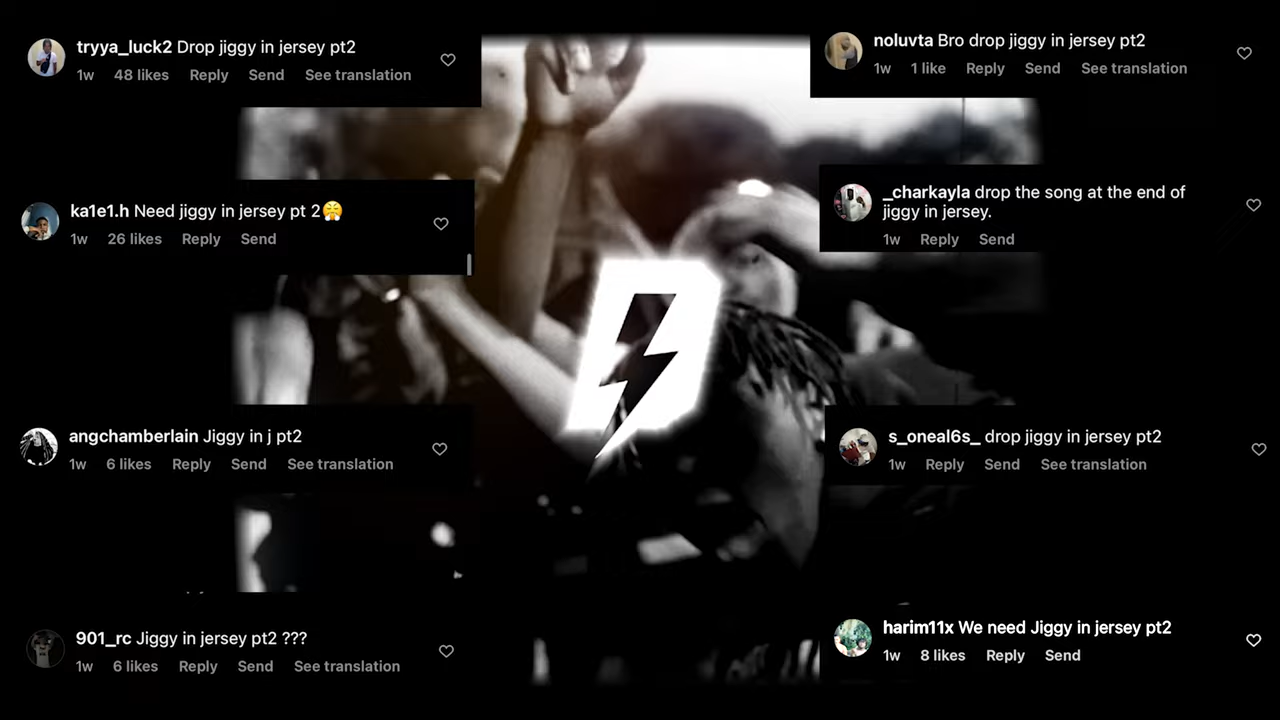 tryya_luck2 Drop jiggy in jersey pt2
1w 48 likes Reply Send See translation
ka1e1.h Need jiggy in jersey pt 2😤
1w 26 likes Reply Send
angchamberlain Jiggy in j pt2
1w 6 likes Reply Send See translation
901_rc Jiggy in jersey pt2 ???
1w 6 likes Reply Send See translation
noluvta Bro drop jiggy in jersey pt2
1w 1 like Reply Send See translation
_charkayla drop the song at the end of
jiggy in jersey.
1w Reply Send
s_oneal6s_ drop jiggy in jersey pt2
1w Reply Send See translation
harim11x We need Jiggy in jersey pt2
1w 8 likes Reply Send